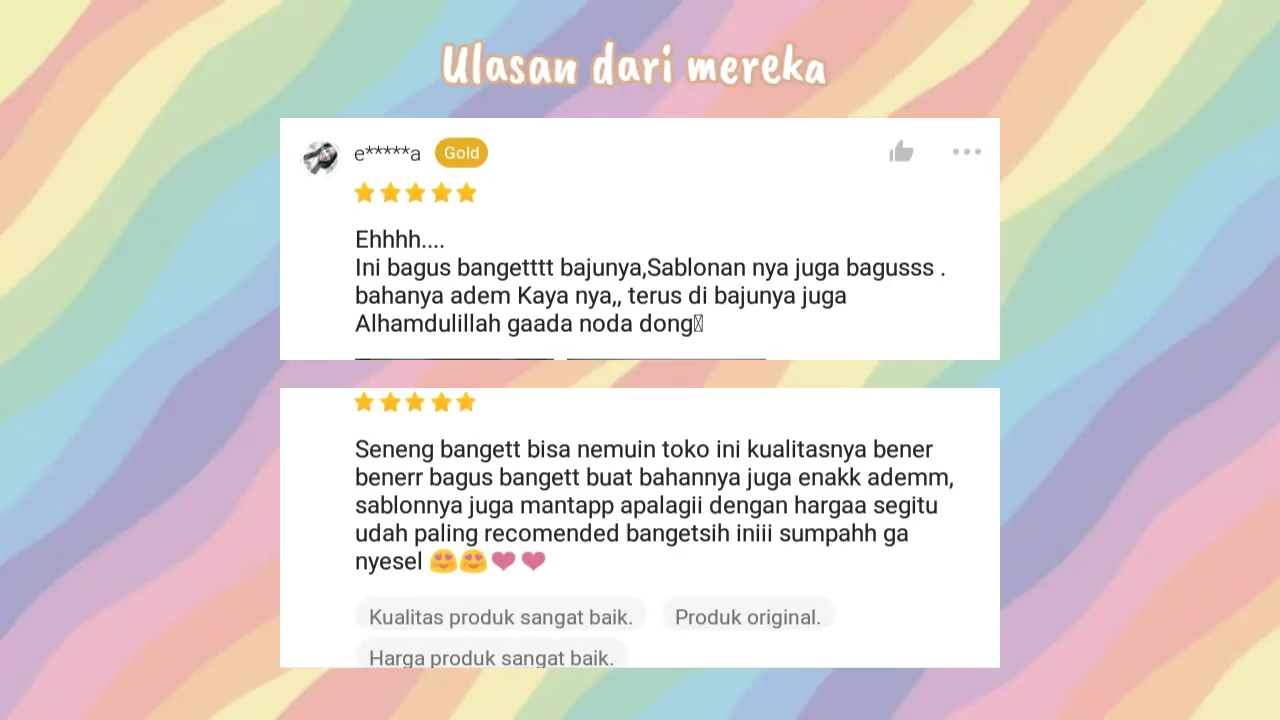 Ulasan dari mereka
e*****a Gold
Ehhhh....
Ini bagus bangetttt bajunya,Sablonan nya juga bagusss .
bahanya adem Kaya nya,, terus di bajunya juga
Alhamdulillah gaada noda dong
Seneng bangett bisa nemuin toko ini kualitasnya bener
benerr bagus bangett buat bahannya juga enakk ademm,
sablonnya juga mantapp apalagii dengan hargaa segitu
udah paling recomended bangetsih iniii sumpahh ga
nyesel 😍😍❤❤
Kualitas produk sangat baik. Produk original.
Harga produk sangat baik.